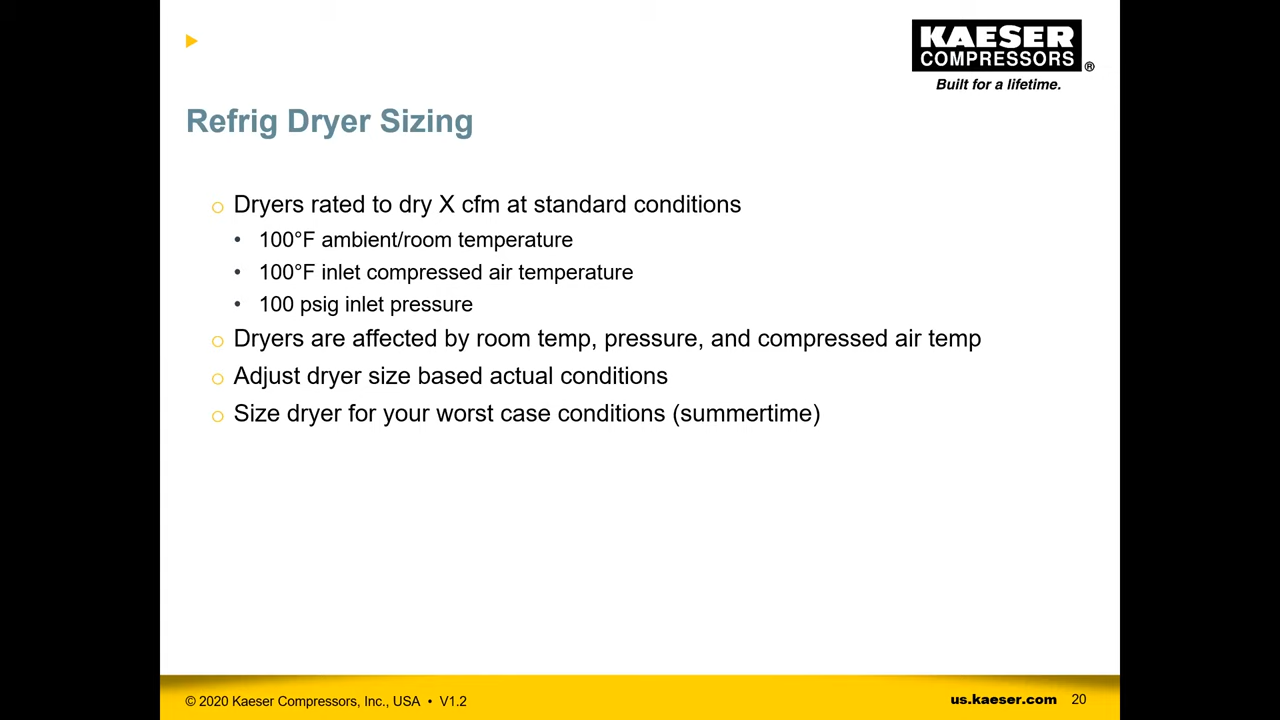 KAESER
COMPRESSORS®
Built for a lifetime.
Refrig Dryer Sizing
o Dryers rated to dry X cfm at standard conditions
• 100°F ambient/room temperature
• 100°F inlet compressed air temperature
• 100 psig inlet pressure
o Dryers are affected by room temp, pressure, and compressed air temp
o Adjust dryer size based actual conditions
o Size dryer for your worst case conditions (summertime)
© 2020 Kaeser Compressors, Inc., USA • V1.2
us.kaeser.com 20